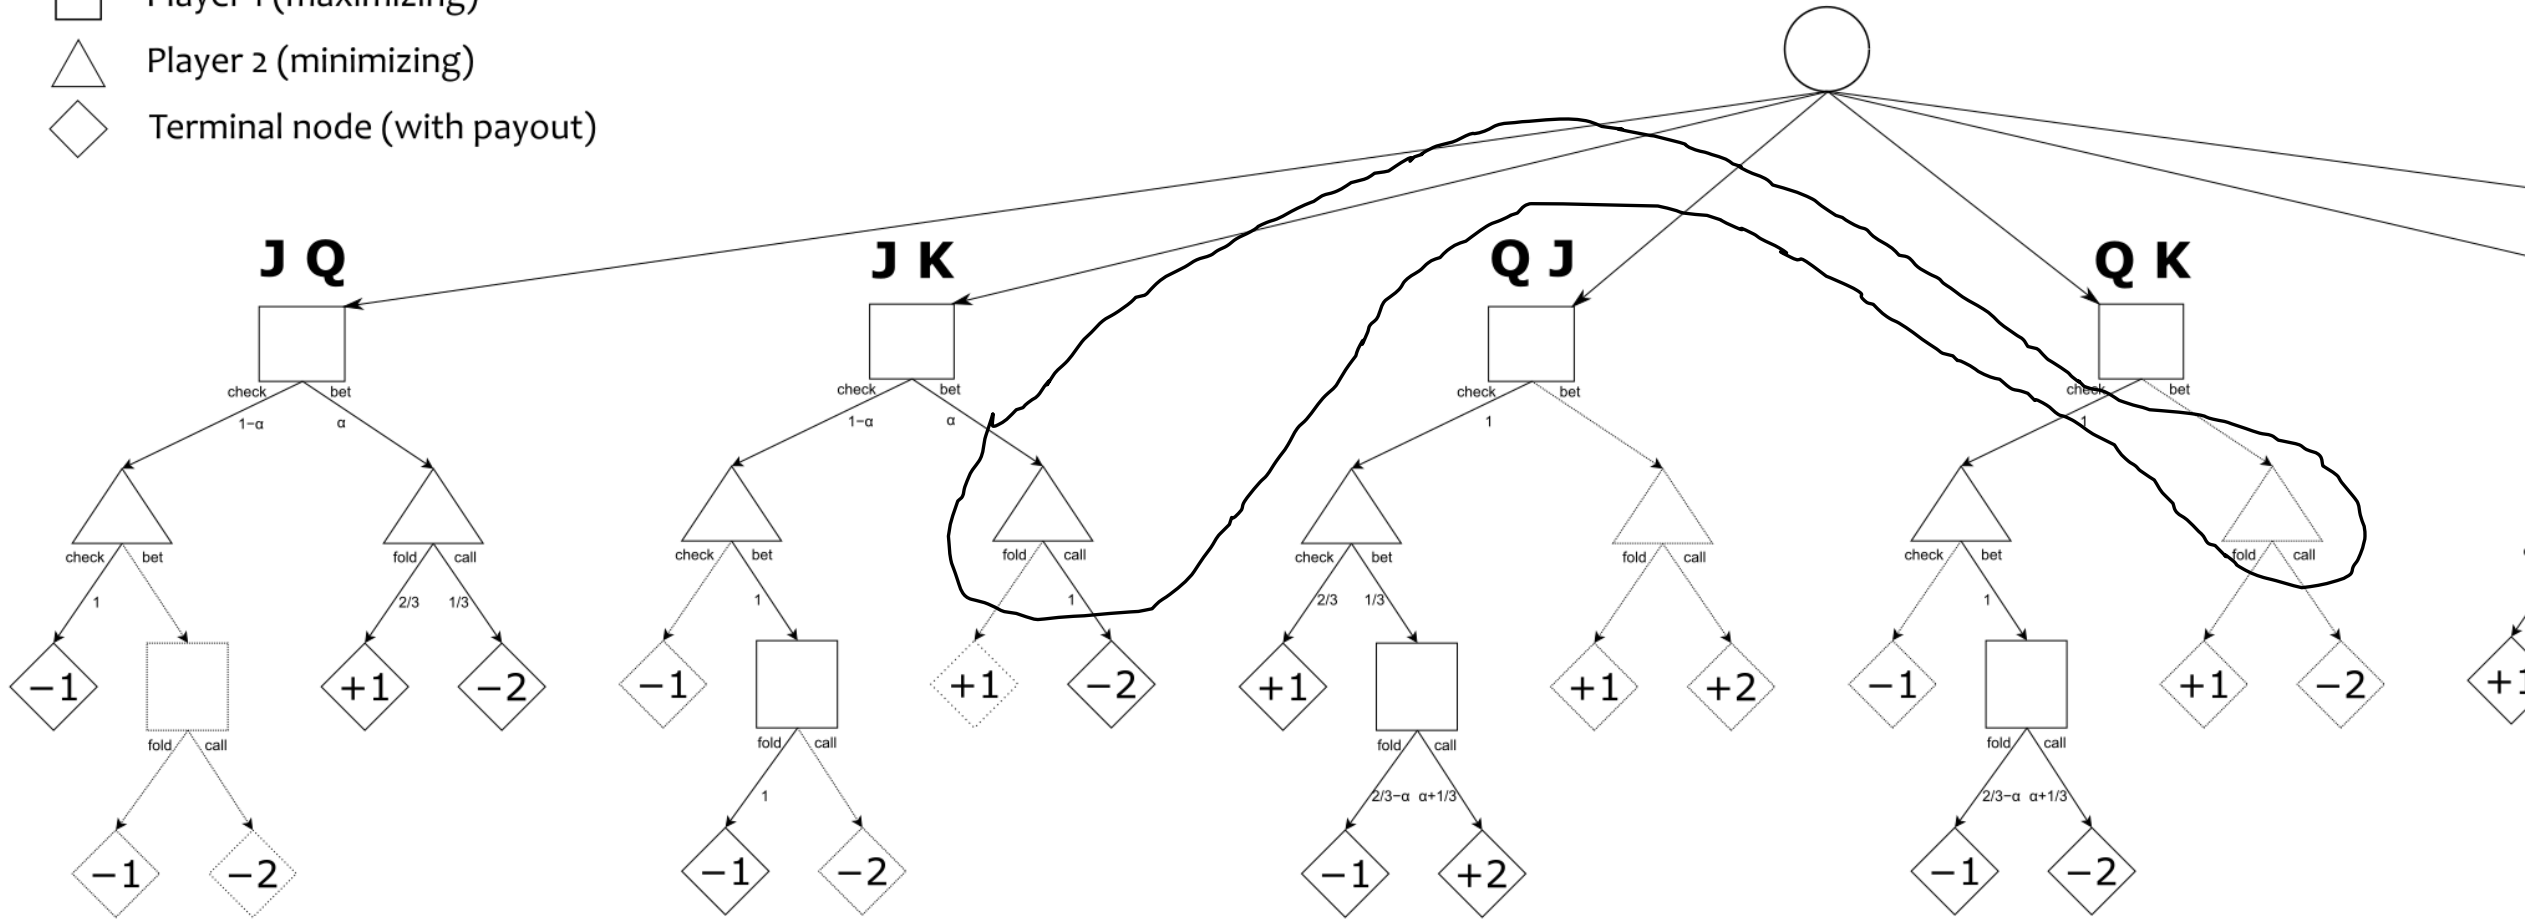 Player 1 (maximizing)
Player 2 (minimizing)
Terminal node (with payout)
J Q
J K
Q J
Q K
check bet check bet check bet check bet
1−α α 1−α α 1 1
check bet fold call check bet fold call check bet fold call check bet fold call
1 2/3 1/3 1 1 2/3 1/3 1
−1 +1 −2 −1 +1 −2 +1 +1 +2 −1 +1 −2 +1
fold call fold call fold call fold call
1 2/3−α α+1/3 2/3−α α+1/3
−1 −2 −1 −2 −1 +2 −1 −2